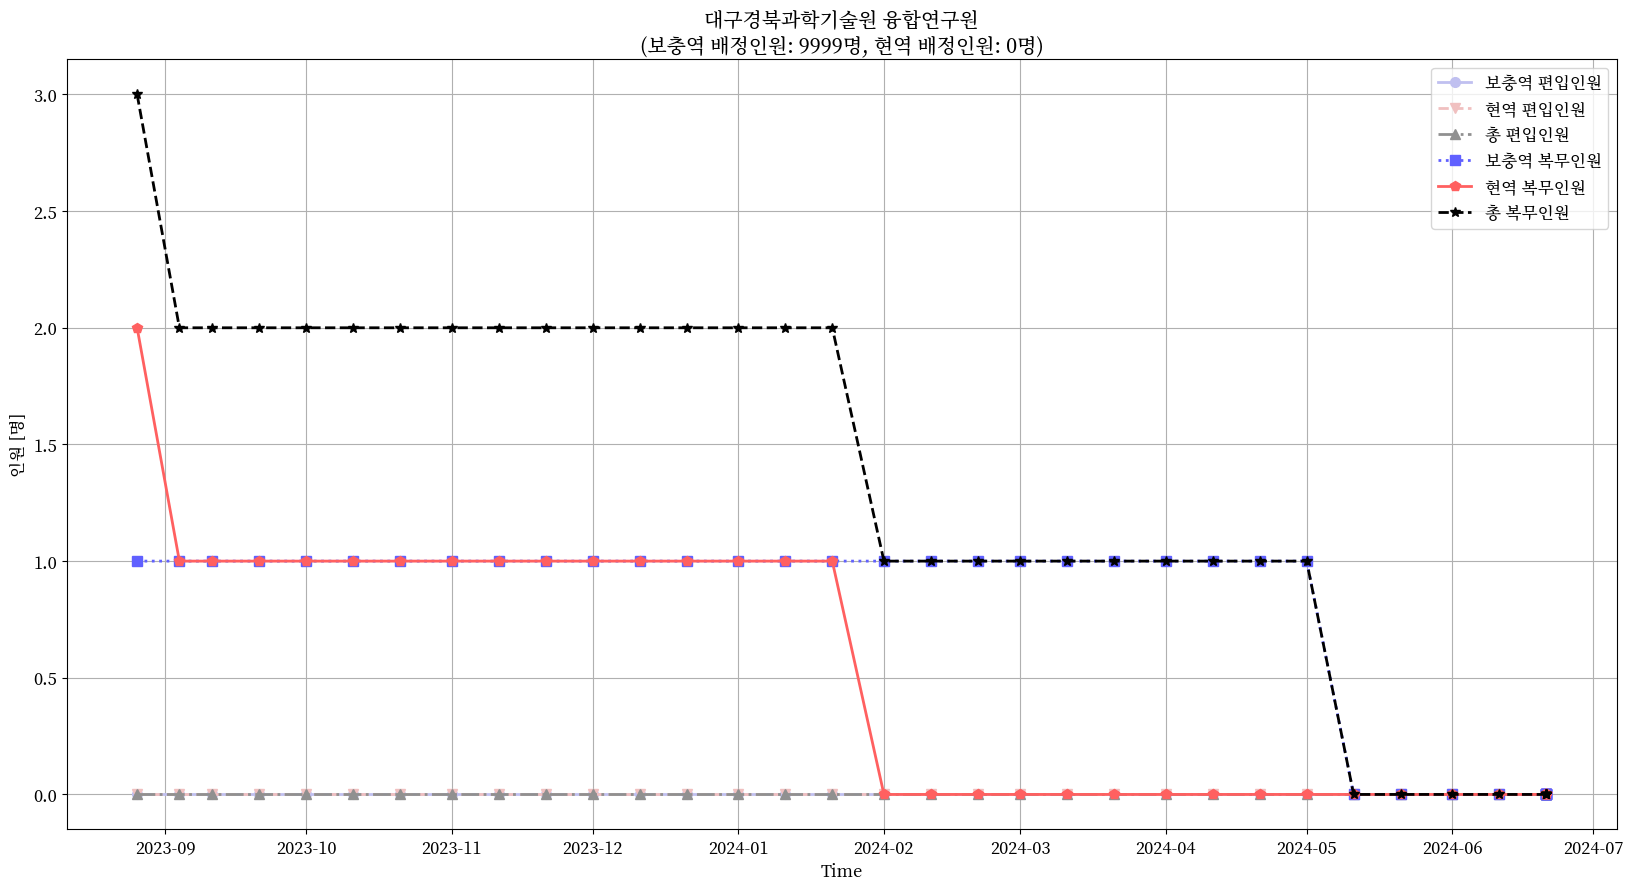 대구경북과학기술원 융합연구원
(보충역 배정인원: 9999명, 현역 배정인원: 0명)
보충역 편입인원
현역 편입인원
총 편입인원
보충역 복무인원
현역 복무인원
총 복무인원
인원 [명]
3.0
2.5
2.0
1.5
1.0
0.5
0.0
2023-09
2023-10
2023-11
2023-12
2024-01
2024-02
2024-03
2024-04
2024-05
2024-06
2024-07
Time